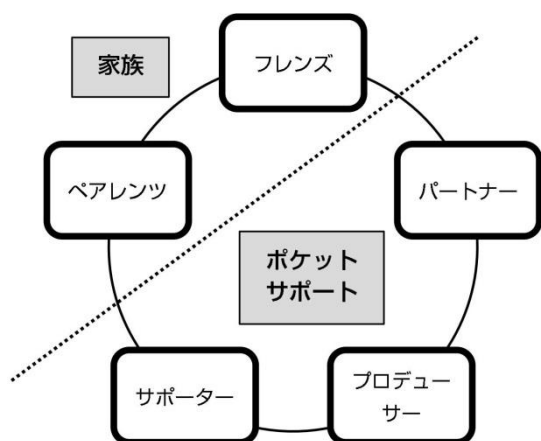 家族
フレンズ
ペアレンツ
パートナー
ポケット
サポート
サポーター
プロデュー
サー